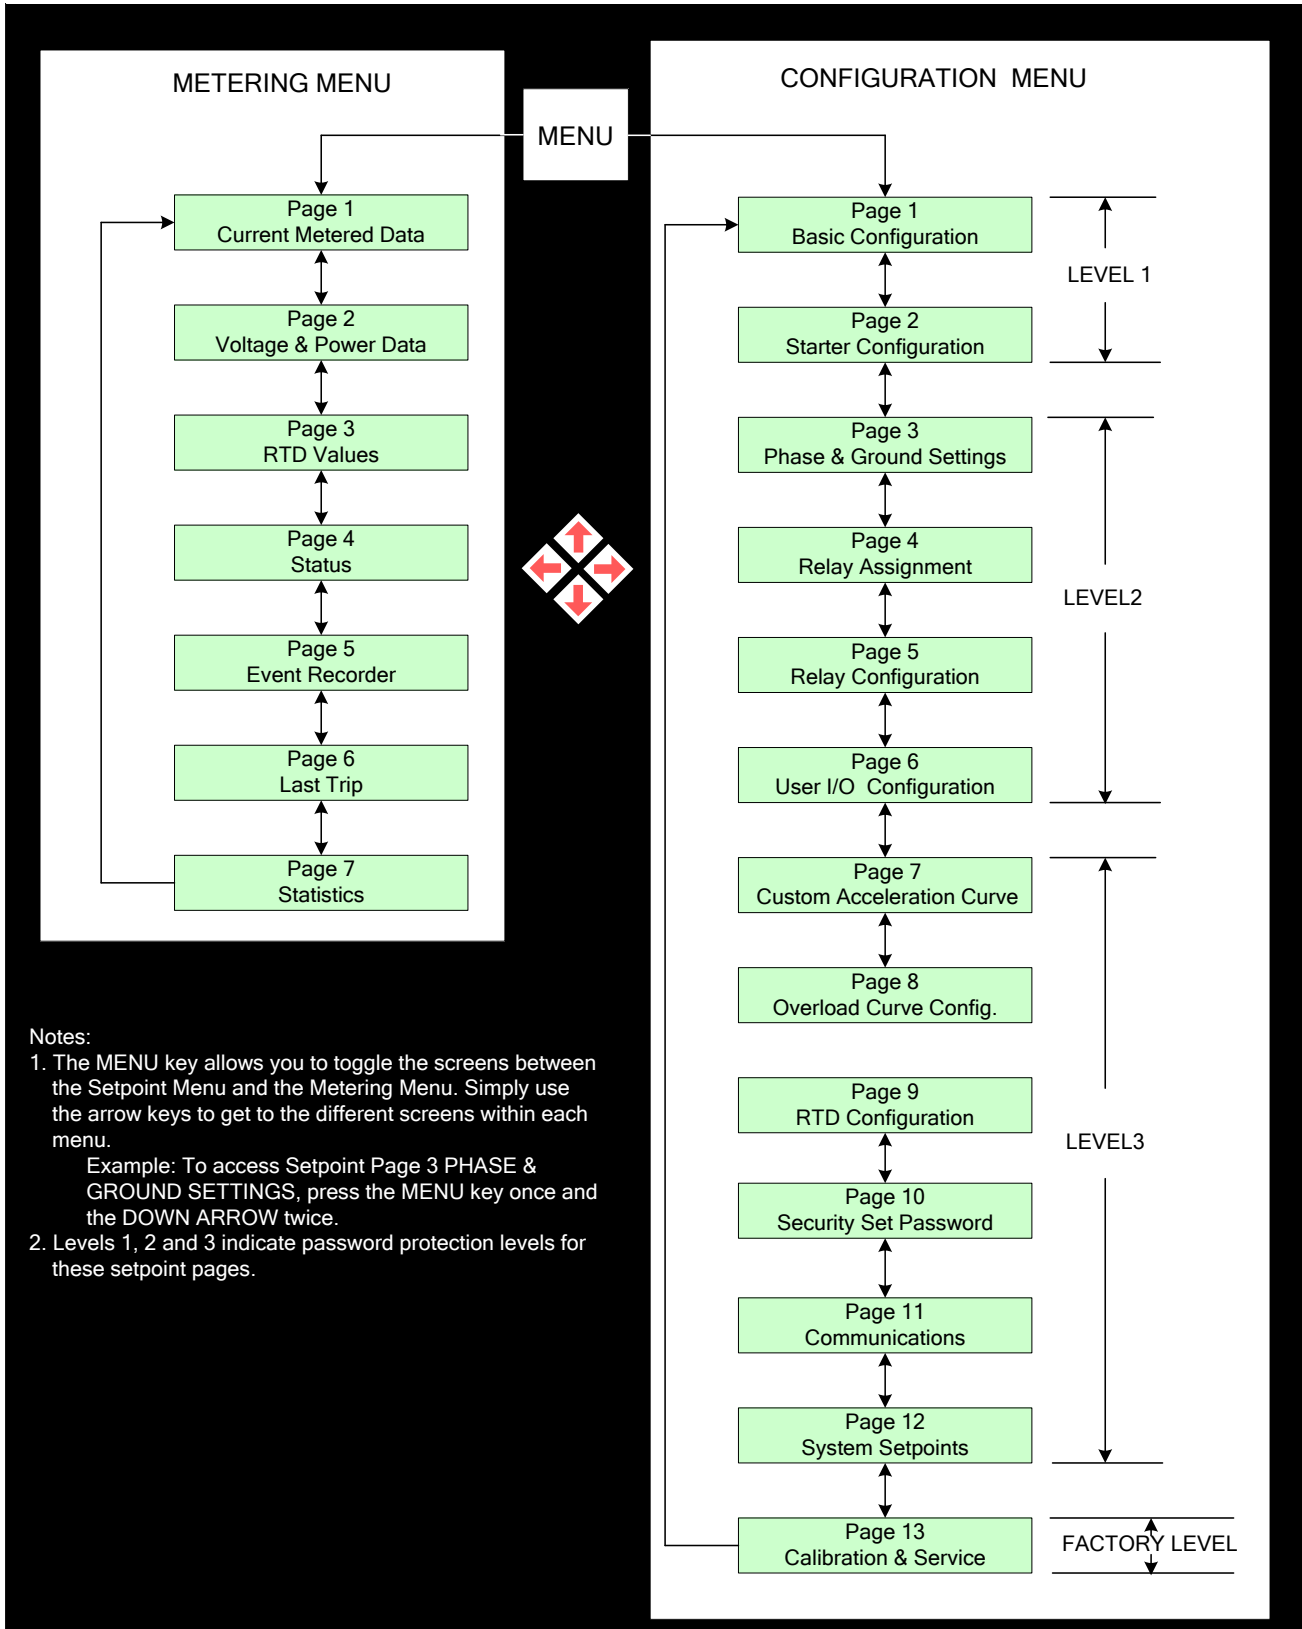 METERING MENU
MENU
CONFIGURATION MENU
Page 1
Current Metered Data
Page 2
Voltage & Power Data
Page 3
RTD Values
Page 4
Status
Page 5
Event Recorder
Page 6
Last Trip
Page 7
Statistics
Page 1
Basic Configuration
Page 2
Starter Configuration
LEVEL 1
Page 3
Phase & Ground Settings
Page 4
Relay Assignment
Page 5
Relay Configuration
Page 6
User I/O Configuration
LEVEL2
Page 7
Custom Acceleration Curve
Page 8
Overload Curve Config.
Page 9
RTD Configuration
Page 10
Security Set Password
Page 11
Communications
Page 12
System Setpoints
LEVEL3
Page 13
Calibration & Service
FACTORY LEVEL
Notes:
1. The MENU key allows you to toggle the screens between
the Setpoint Menu and the Metering Menu. Simply use
the arrow keys to get to the different screens within each
menu.
Example: To access Setpoint Page 3 PHASE &
GROUND SETTINGS, press the MENU key once and
the DOWN ARROW twice.
2. Levels 1, 2 and 3 indicate password protection levels for
these setpoint pages.